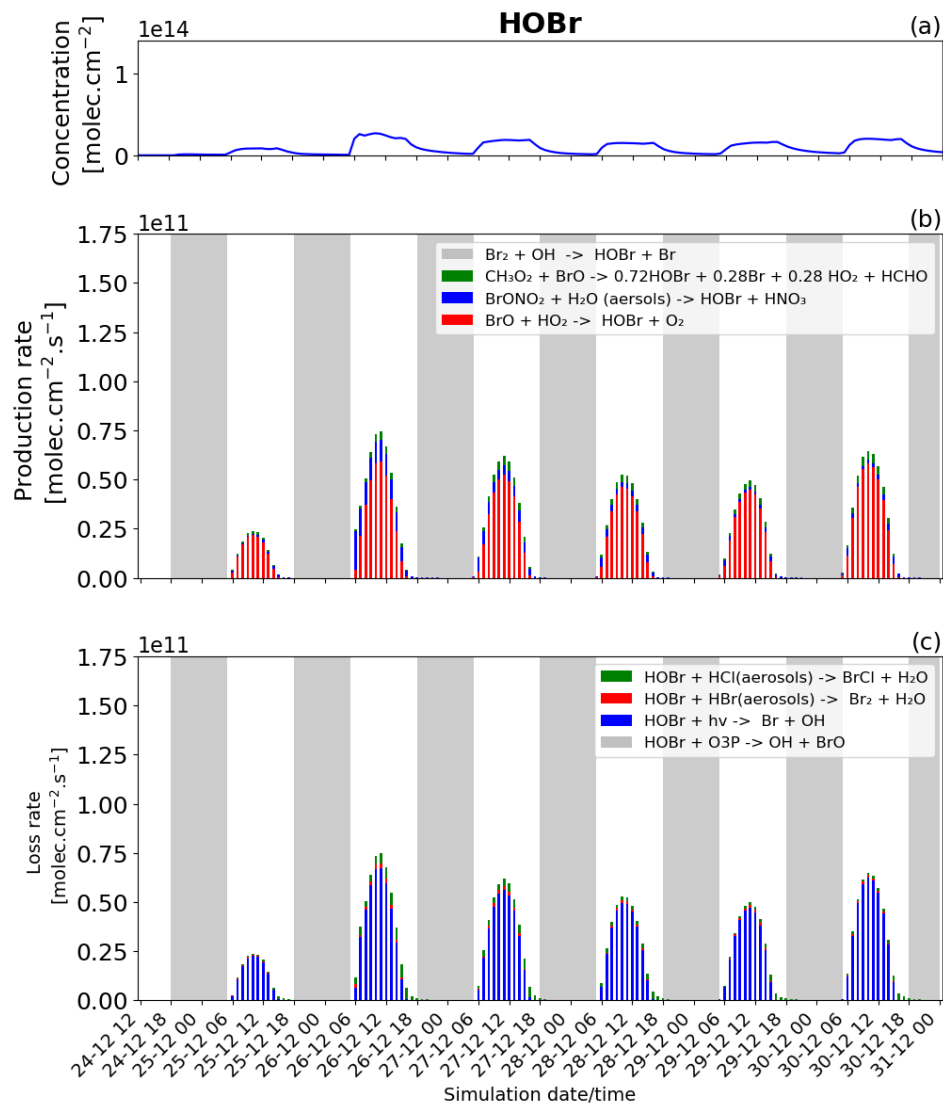 HOBr
(a)
1e14
Concentration
[molec.cm⁻²]
1
0
1e11
(b)
Production rate
[molec.cm⁻².s⁻¹]
1.75
1.50
1.25
1.00
0.75
0.50
0.25
0.00
Br₂ + OH -> HOBr + Br
CH₃O₂ + BrO -> 0.72HOBr + 0.28Br + 0.28 HO₂ + HCHO
BrONO₂ + H₂O (aersols) -> HOBr + HNO₃
BrO + HO₂ -> HOBr + O₂
1e11
(c)
Loss rate
[molec.cm⁻².s⁻¹]
1.75
1.50
1.25
1.00
0.75
0.50
0.25
0.00
HOBr + HCl(aerosols) -> BrCl + H₂O
HOBr + HBr(aerosols) -> Br₂ + H₂O
HOBr + hv -> Br + OH
HOBr + O3P -> OH + BrO
24-12 12
24-12 18
25-12 00
25-12 06
25-12 12
25-12 18
26-12 00
26-12 06
26-12 12
26-12 18
27-12 00
27-12 06
27-12 12
27-12 18
28-12 00
28-12 06
28-12 12
28-12 18
29-12 00
29-12 06
29-12 12
29-12 18
30-12 00
30-12 06
30-12 12
30-12 18
31-12 00
Simulation date/time